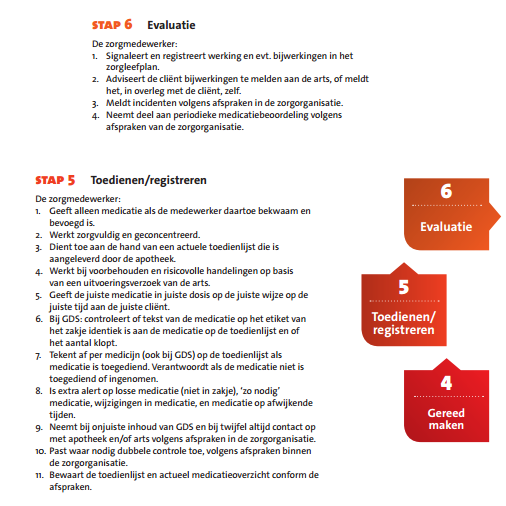 STAP 6 Evaluatie
De zorgmedewerker:
1. Signaleert en registreert werking en evt. bijwerkingen in het
zorgleefplan.
2. Adviseert de cliënt bijwerkingen te melden aan de arts, of meldt
het, in overleg met de cliënt, zelf.
3. Meldt incidenten volgens afspraken in de zorgorganisatie.
4. Neemt deel aan periodieke medicatiebeoordeling volgens
afspraken van de zorgorganisatie.
STAP 5 Toedienen/registreren
De zorgmedewerker:
1. Geeft alleen medicatie als de medewerker daartoe bekwaam en
bevoegd is.
2. Werkt zorgvuldig en geconcentreerd.
3. Dient toe aan de hand van een actuele toedienlijst die is
aangeleverd door de apotheek.
4. Werkt bij voorbehouden en risicovolle handelingen op basis
van een uitvoeringsverzoek van de arts.
5. Geeft de juiste medicatie in juiste dosis op de juiste wijze op de
juiste tijd aan de juiste cliënt.
6. Bij GDS: controleert of tekst van de medicatie op het etiket van
het zakje identiek is aan de medicatie op de toedienlijst en of
het aantal klopt.
7. Tekent af per medicijn (ook bij GDS) op de toedienlijst als
medicatie is toegediend. Verantwoordt als de medicatie niet is
toegediend of ingenomen.
8. Is extra alert op losse medicatie (niet in zakje), ‘zo nodig’
medicatie, wijzigingen in medicatie, en medicatie op afwijkende
tijden.
9. Neemt bij onjuiste inhoud van GDS en bij twijfel altijd contact op
met apotheek en/of arts volgens afspraken in de zorgorganisatie.
10. Past waar nodig dubbele controle toe, volgens afspraken binnen
de zorgorganisatie.
11. Bewaart de toedienlijst en actueel medicatieoverzicht conform de
afspraken.
6
Evaluatie
5
Toedienen/
registreren
4
Gereed
maken